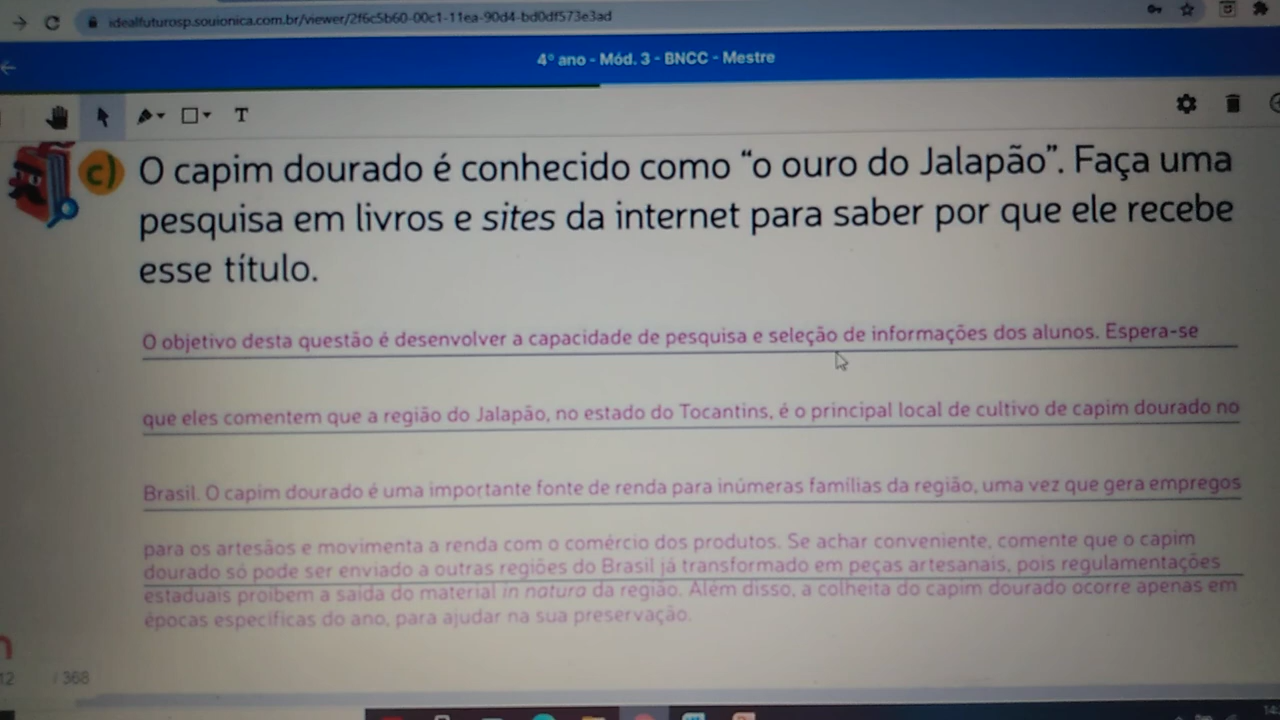 idealfuturosp.souionica.com.br/viewer/2f6c5b60-00c1-11ea-90d4-bd0df573e3ad
4º ano - Mód. 3 - BNCC - Mestre
T
c) O capim dourado é conhecido como “o ouro do Jalapão”. Faça uma
pesquisa em livros e sites da internet para saber por que ele recebe
esse título.
O objetivo desta questão é desenvolver a capacidade de pesquisa e seleção de informações dos alunos. Espera-se
que eles comentem que a região do Jalapão, no estado do Tocantins, é o principal local de cultivo de capim dourado no
Brasil. O capim dourado é uma importante fonte de renda para inúmeras famílias da região, uma vez que gera empregos
para os artesãos e movimenta a renda com o comércio dos produtos. Se achar conveniente, comente que o capim
dourado só pode ser enviado a outras regiões do Brasil já transformado em peças artesanais, pois regulamentações
estaduais proíbem a saída do material in natura da região. Além disso, a colheita do capim dourado ocorre apenas em
épocas específicas do ano, para ajudar na sua preservação.
12 / 368